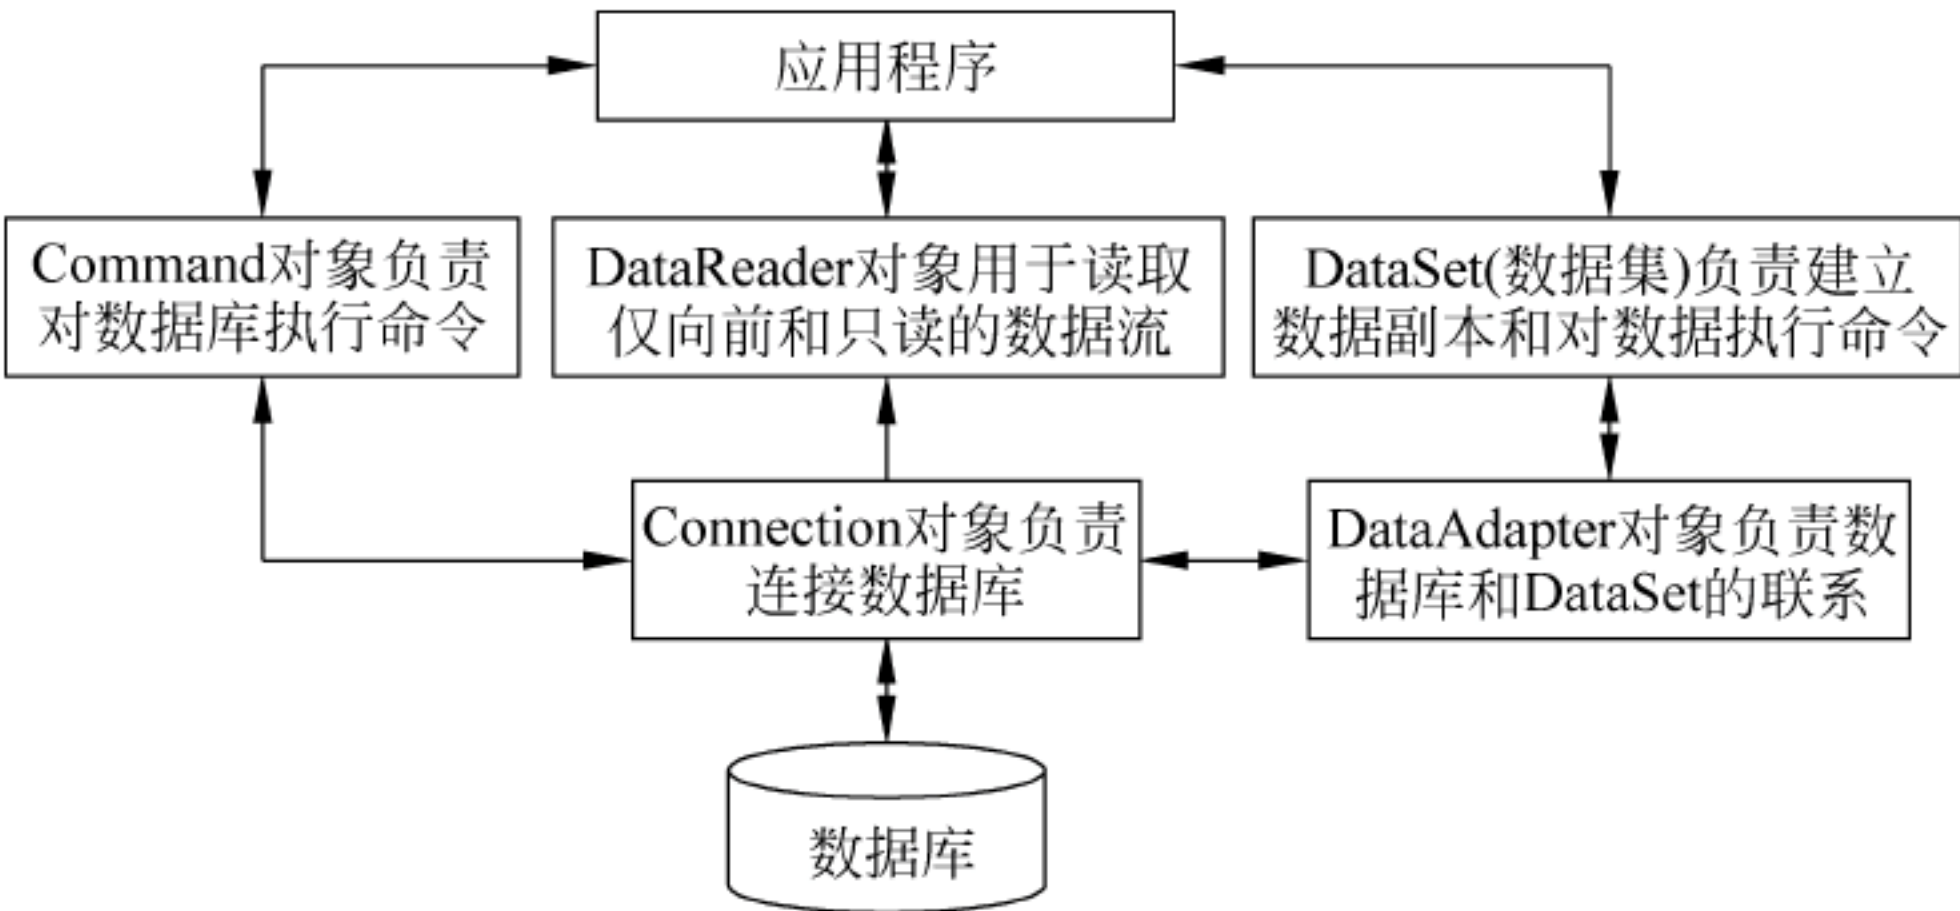 应用程序
Command对象负责
对数据库执行命令
DataReader对象用于读取
仅向前和只读的数据流
DataSet(数据集)负责建立
数据副本和对数据执行命令
Connection对象负责
连接数据库
DataAdapter对象负责数
据库和DataSet的联系
数据库